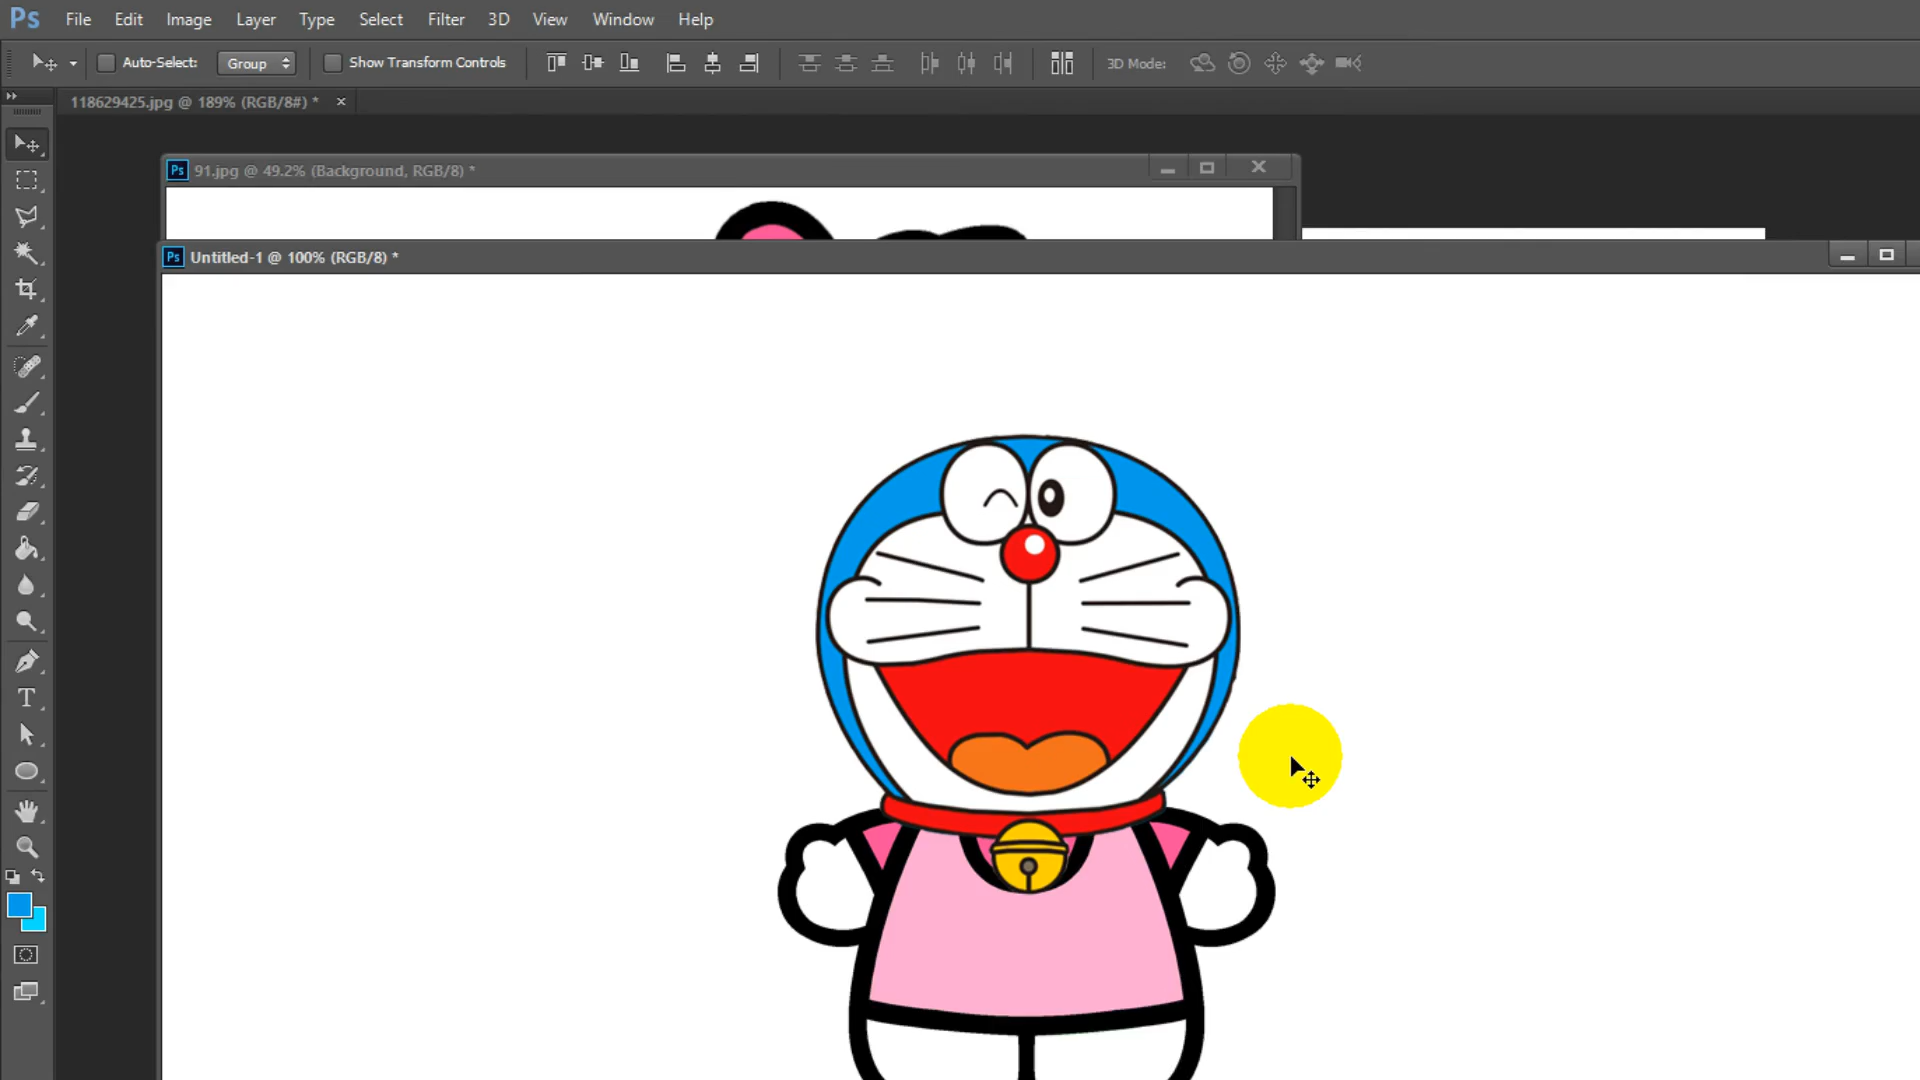 Ps File Edit Image Layer Type Select Filter 3D View Window Help
Auto-Select: Group Show Transform Controls 3D Mode:
118629425.jpg @ 189% (RGB/8#) * ×
Ps 91.jpg @ 49.2% (Background, RGB/8) *
Ps Untitled-1 @ 100% (RGB/8) *
T